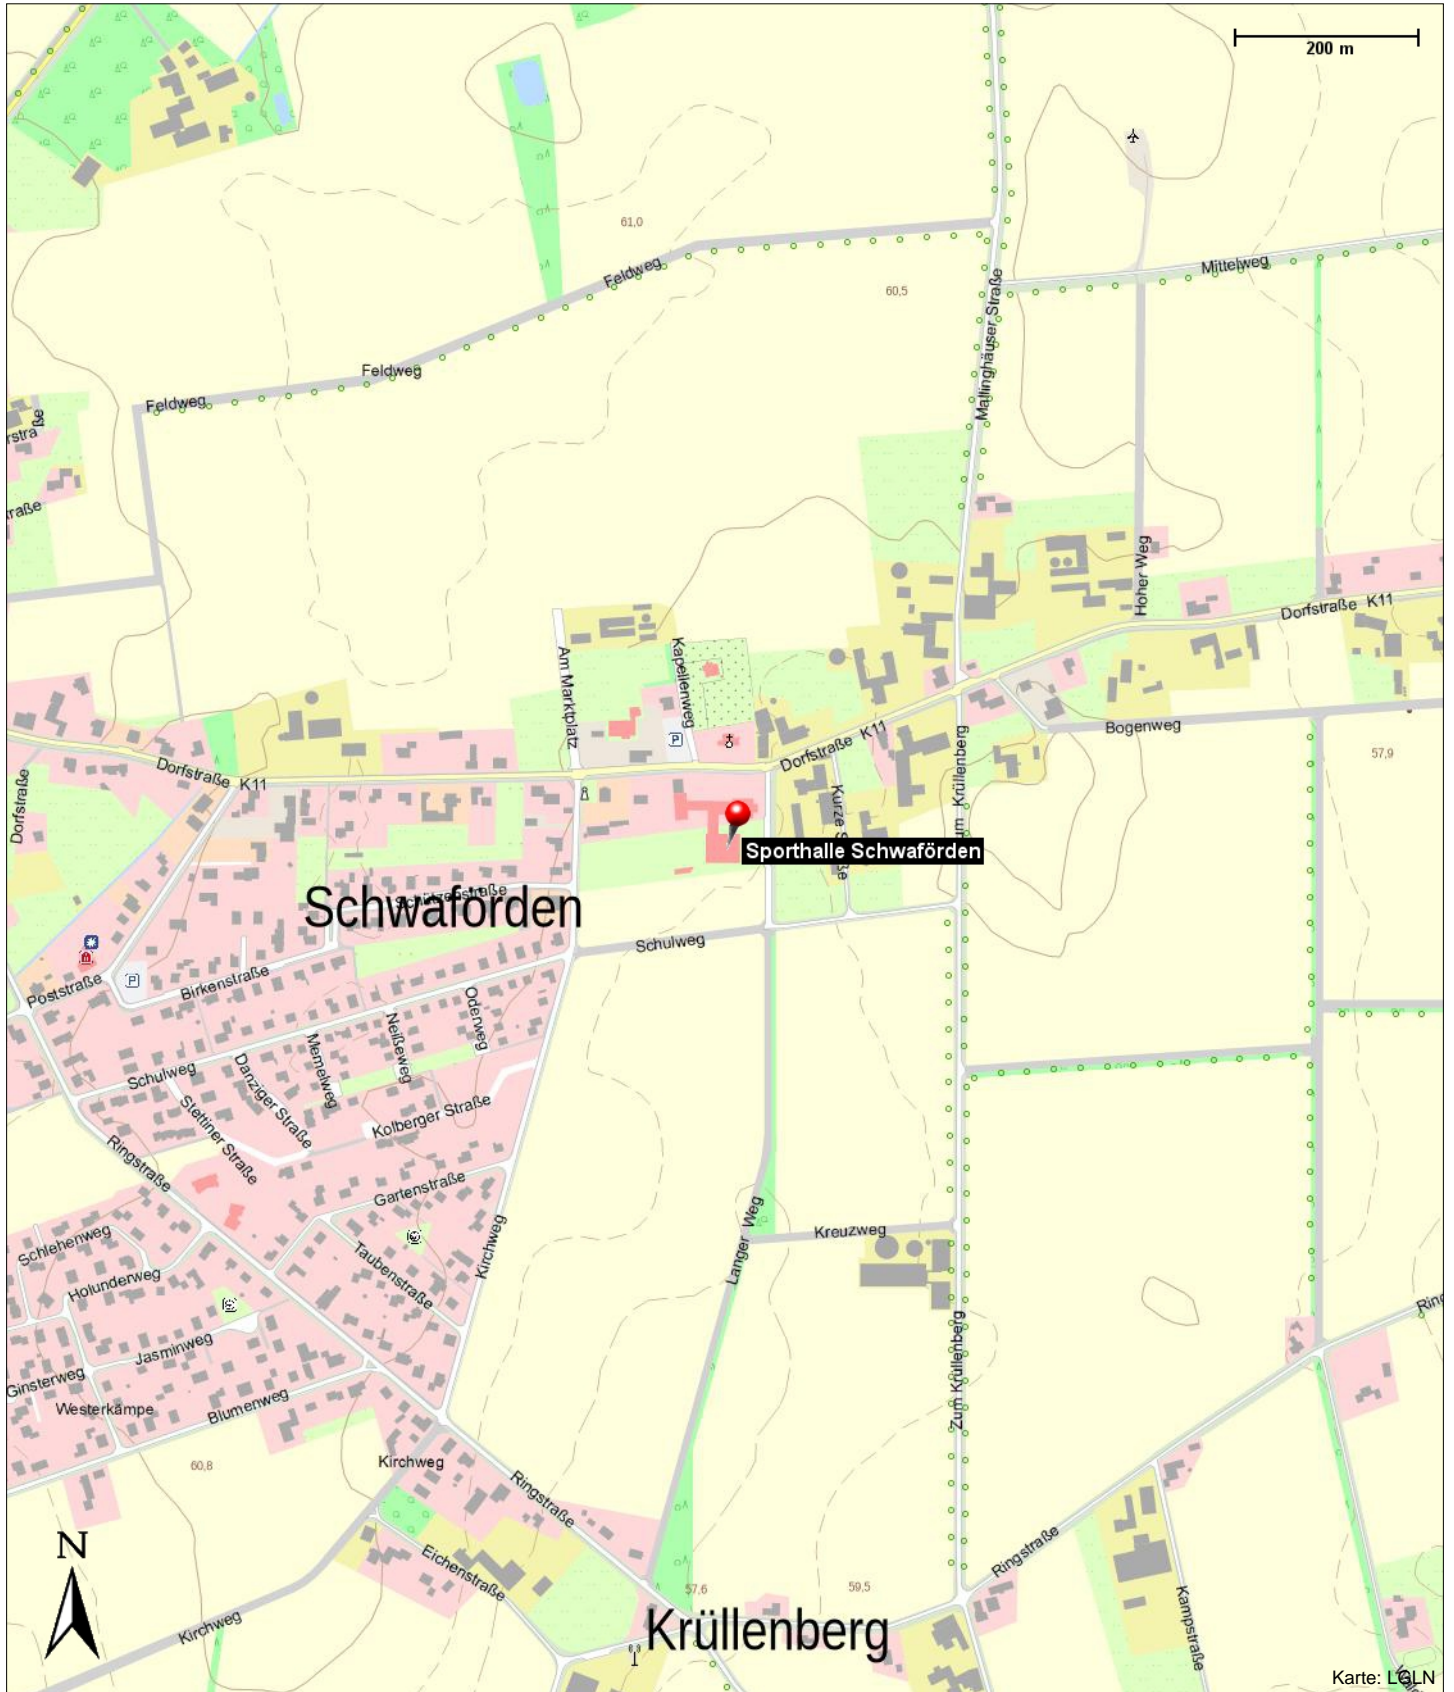 200 m
61,0
Feldweg
Mittelweg
60,5
Mallinghäuser Straße
Feldweg
Feldweg
Hoher Weg
Dorfstraße K11
Am Marktplatz
Kapellenweg
P
Bogenweg
Dorfstraße K11
57,9
Dorfstraße K11
Dorfstraße
Zum Krüllenberg
Sporthalle Schwaförden
Schützenstraße
Schwaförden
Schulweg
Poststraße
P
Birkenstraße
Oderweg
Neißeweg
Memelweg
Schulweg
Danziger Straße
Stettiner Straße
Kolberger Straße
Ringstraße
Gartenstraße
Langer Weg
Kreuzweg
Schlehenweg
Kirchweg
Taubenstraße
Holunderweg
Jasminweg
Zum Krüllenberg
Ginsterweg
Westerkämpe
Blumenweg
60,8
Kirchweg
Ringstraße
N
Eichenstraße
Ringstraße
57,6
59,5
Kirchweg
Krüllenberg
Kampstraße
Karte: LGLN